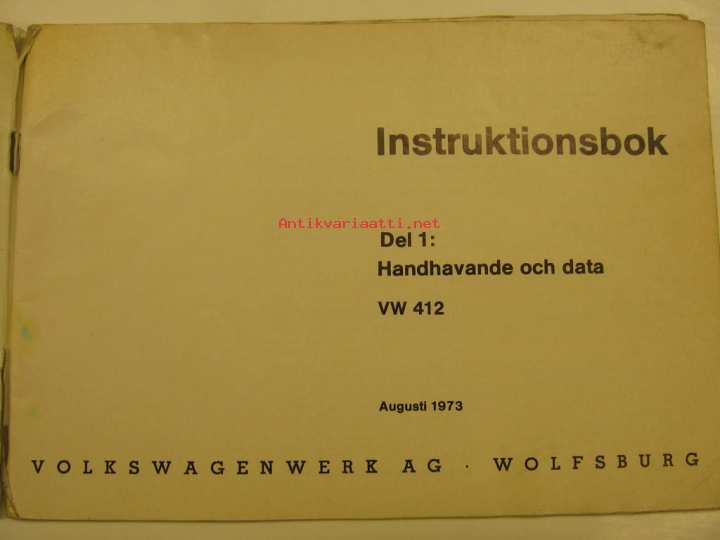 Instruktionsbok
Antikvariaatti.net
Del 1:
Handhavande och data
VW 412
Augusti 1973
VOLKSWAGENWERK AG · WOLFSBURG